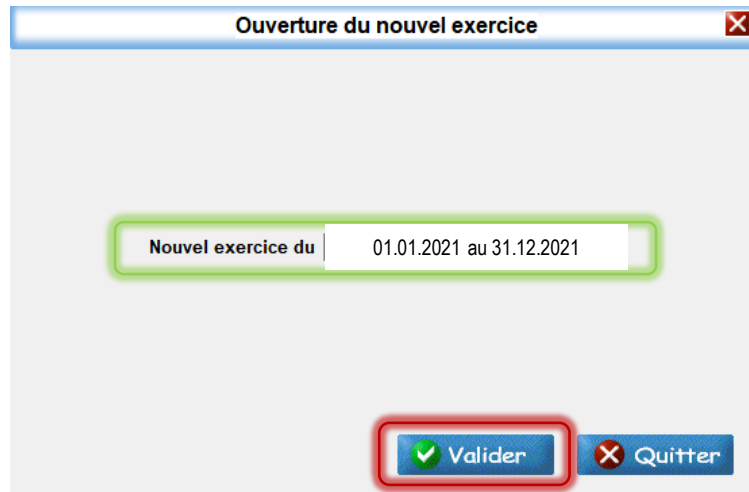 Ouverture du nouvel exercice
Nouvel exercice du 01.01.2021 au 31.12.2021
Valider Quitter